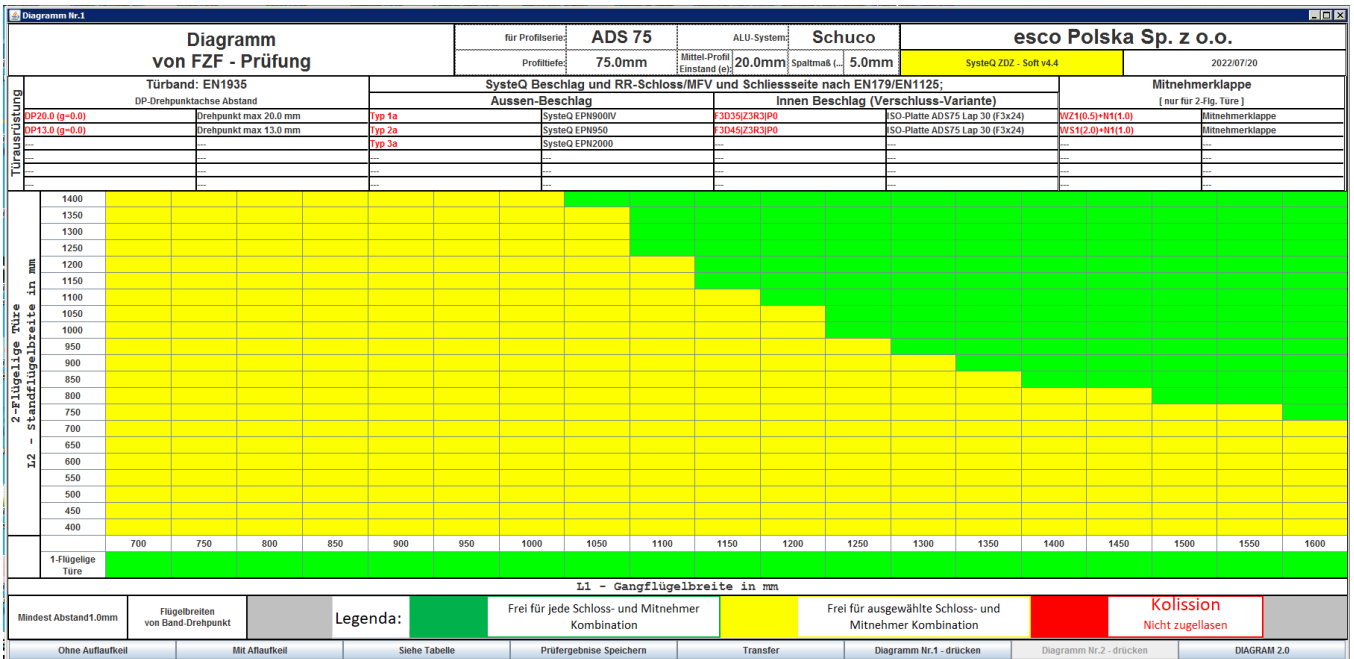 Diagramm Nr.1
Diagramm
von FZF - Prüfung
für Profilserie: ADS 75 ALU-System: Schuco
Profiltiefe: 75.0mm Mittel-Profil Einstand (e): 20.0mm Spaltmaß (... 5.0mm
esco Polska Sp. z o.o.
SysteQ ZDZ - Soft v4.4 2022/07/20
Türausrüstung
Türband: EN1935
DP-Drehpunktachse Abstand
SysteQ Beschlag und RR-Schloss/MFV und Schliessseite nach EN179/EN1125;
Aussen-Beschlag Innen Beschlag (Verschluss-Variante)
Mitnehmerklappe
[ nur für 2-Flg. Türe ]
DP20.0 (g=0.0) Drehpunkt max 20.0 mm Typ 1a SysteQ EPN900IV F3D35|Z3R3|P0 ISO-Platte ADS75 Lap 30 (F3x24) WZ1(0.5)+N1(1.0) Mitnehmerklappe
DP13.0 (g=0.0) Drehpunkt max 13.0 mm Typ 2a SysteQ EPN950 F3D45|Z3R3|P0 ISO-Platte ADS75 Lap 30 (F3x24) WS1(2.0)+N1(1.0) Mitnehmerklappe
--- --- Typ 3a SysteQ EPN2000 --- --- --- ---
--- --- --- --- --- --- --- ---
--- --- --- --- --- --- --- ---
--- --- --- --- --- --- --- ---
2-Flügelige Türe
L2 - Standflügelbreite in mm
1400
1350
1300
1250
1200
1150
1100
1050
1000
950
900
850
800
750
700
650
600
550
500
450
400
700 750 800 850 900 950 1000 1050 1100 1150 1200 1250 1300 1350 1400 1450 1500 1550 1600
1-Flügelige
Türe
L1 - Gangflügelbreite in mm
Mindest Abstand1.0mm
Flügelbreiten
von Band-Drehpunkt
Legenda:
Frei für jede Schloss- und Mitnehmer
Kombination
Frei für ausgewählte Schloss- und
Mitnehmer Kombination
Kolission
Nicht zugellasen
Ohne Auflaufkeil Mit Aflaufkeil Siehe Tabelle Prüfergebnise Speichern Transfer Diagramm Nr.1 - drücken Diagramm Nr.2 - drücken DIAGRAM 2.0